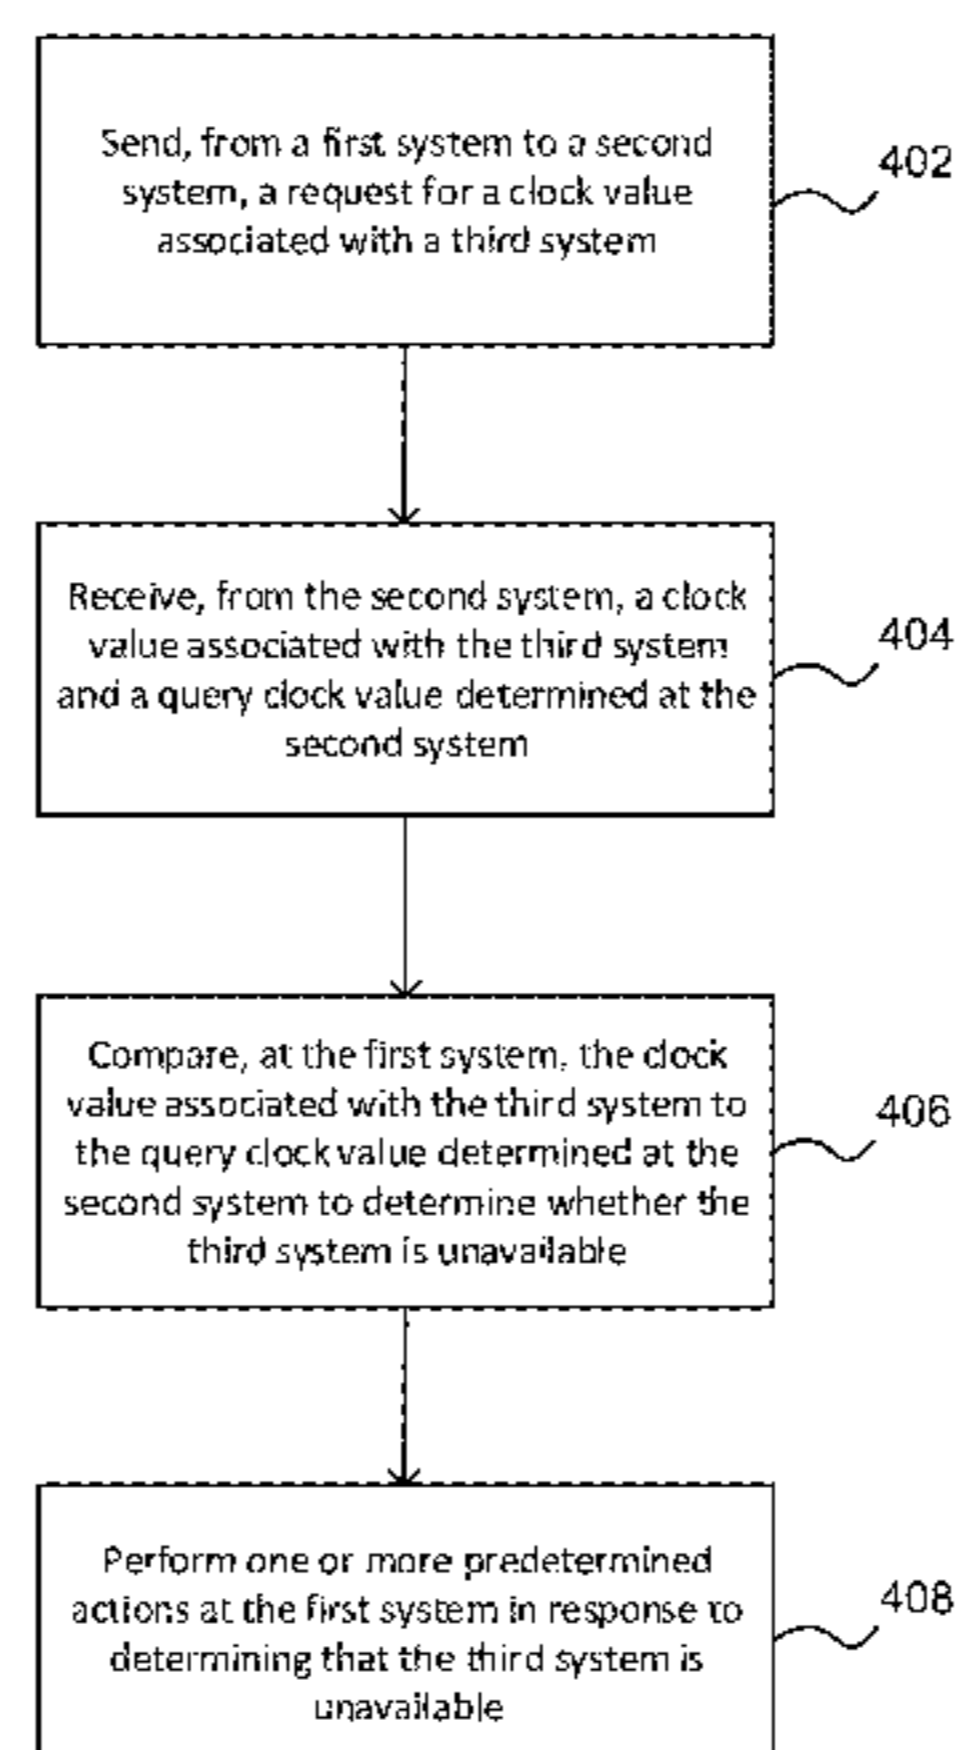 Send, from a first system to a second
system, a request for a clock value
associated with a third system
402
Receive, from the second system, a clock
value associated with the third system
and a query clock value determined at the
second system
404
Compare, at the first system, the clock
value associated with the third system to
the query clock value determined at the
second system to determine whether the
third system is unavailable
406
Perform one or more predetermined
actions at the first system in response to
determining that the third system is
unavailable
408